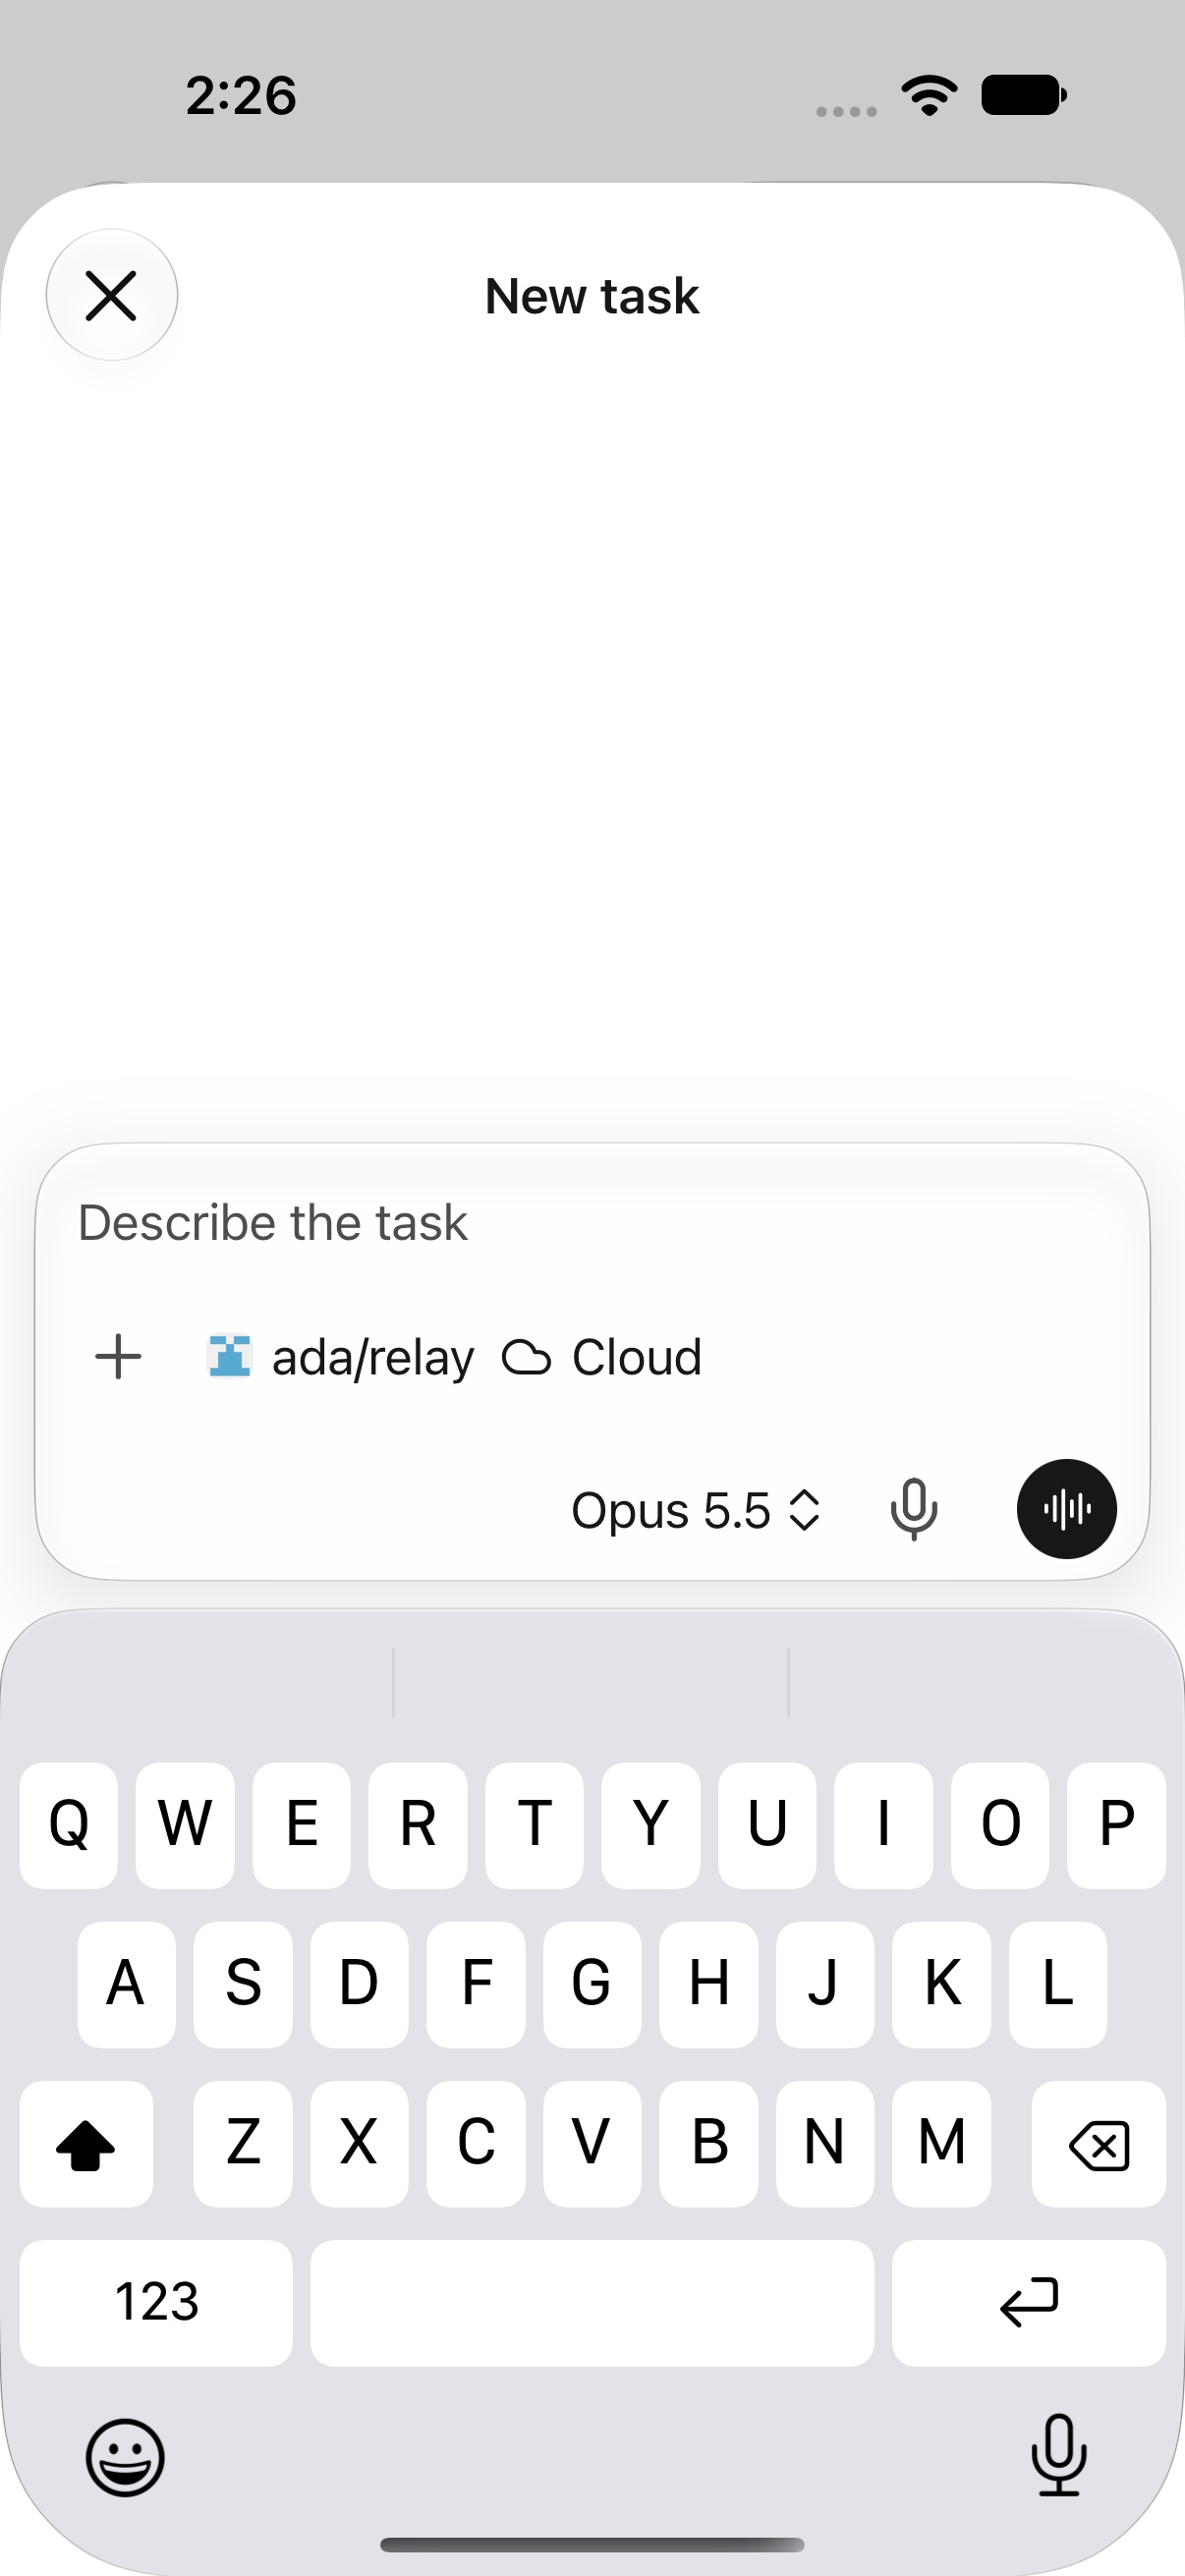 2:26
New task
Describe the task
ada/relay Cloud
Opus 5.5
Q W E R T Y U I O P
A S D F G H J K L
Z X C V B N M
123